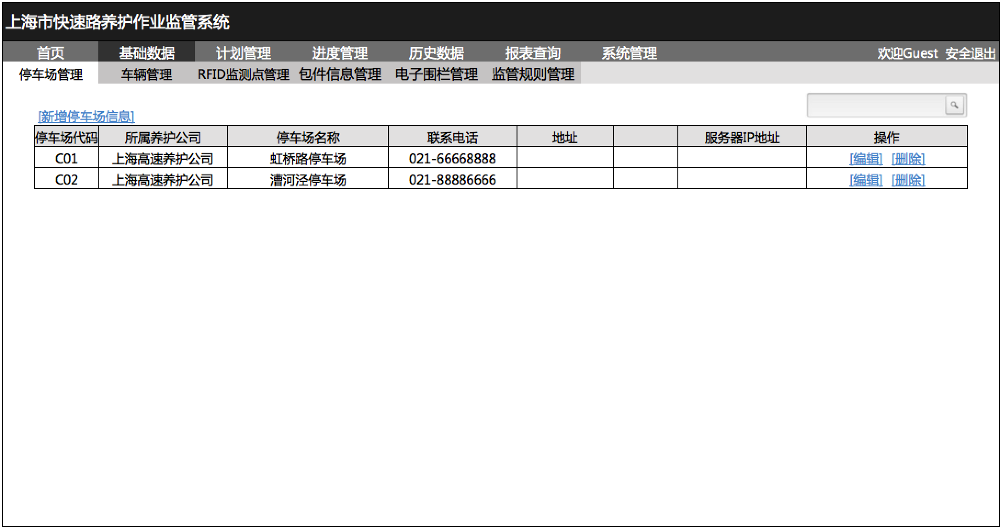 上海市快速路养护作业监管系统
首页 基础数据 计划管理 进度管理 历史数据 报表查询 系统管理 欢迎Guest 安全退出
停车场管理 车辆管理 RFID监测点管理 包件信息管理 电子围栏管理 监管规则管理
[新增停车场信息]
停车场代码 所属养护公司 停车场名称 联系电话 地址 服务器IP地址 操作
C01 上海高速养护公司 虹桥路停车场 021-66668888 [编辑] [删除]
C02 上海高速养护公司 漕河泾停车场 021-88886666 [编辑] [删除]